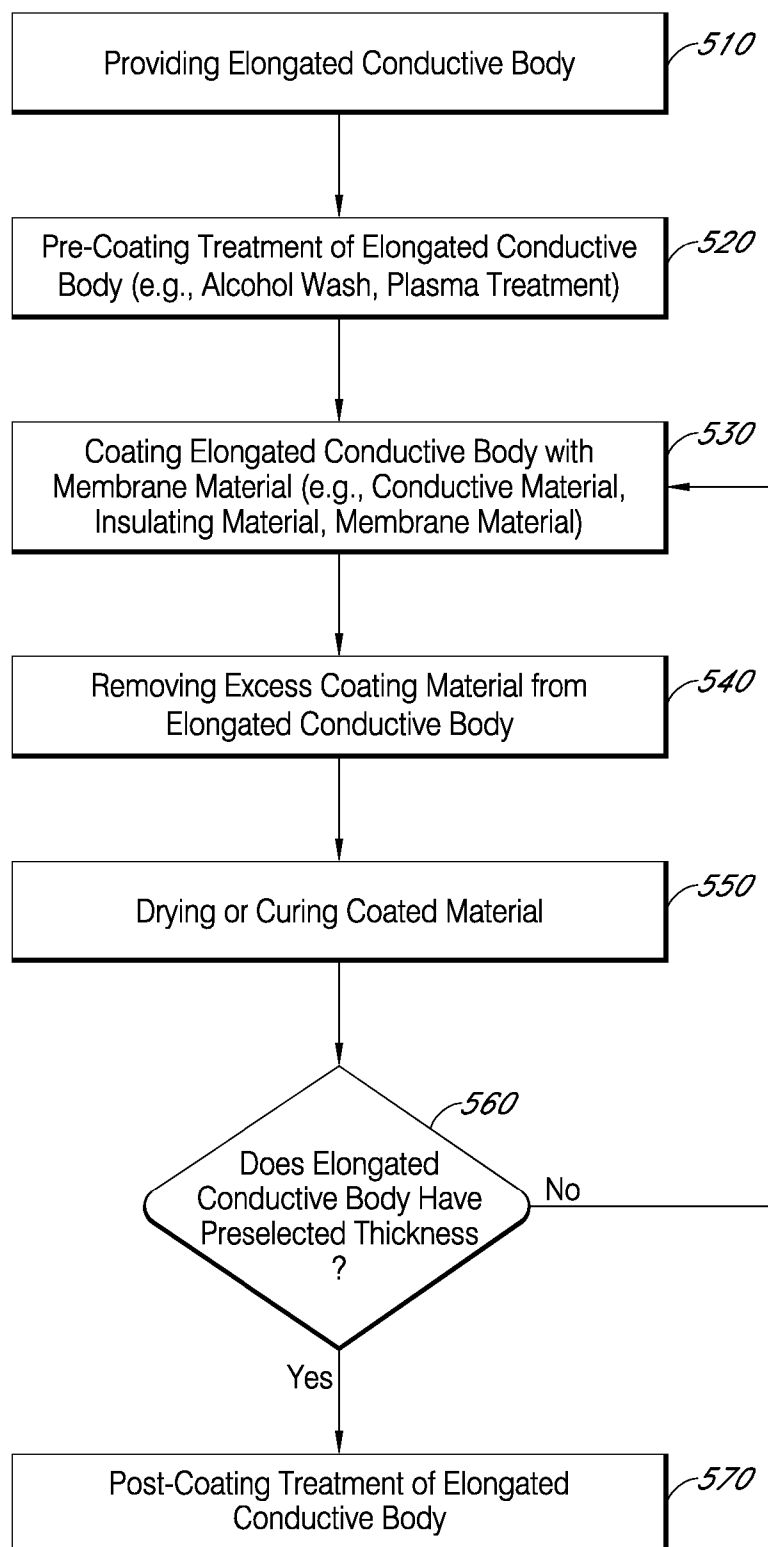 Providing Elongated Conductive Body
510
Pre-Coating Treatment of Elongated Conductive
Body (e.g., Alcohol Wash, Plasma Treatment)
520
Coating Elongated Conductive Body with
Membrane Material (e.g., Conductive Material,
Insulating Material, Membrane Material)
530
Removing Excess Coating Material from
Elongated Conductive Body
540
Drying or Curing Coated Material
550
560
Does Elongated
Conductive Body Have
Preselected Thickness
?
No
Yes
Post-Coating Treatment of Elongated
Conductive Body
570